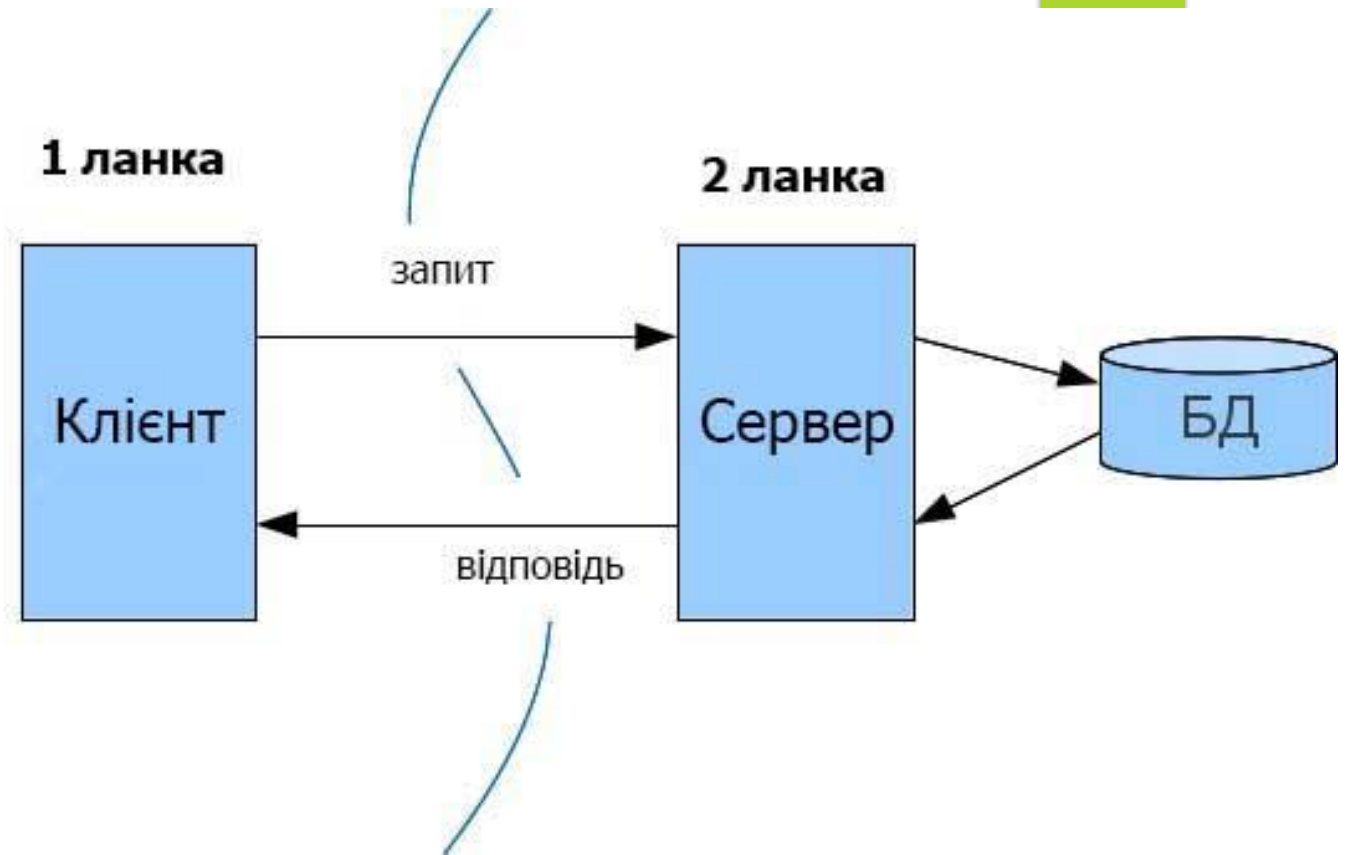 1 ланка
2 ланка
запит
Клієнт
Сервер
БД
відповідь